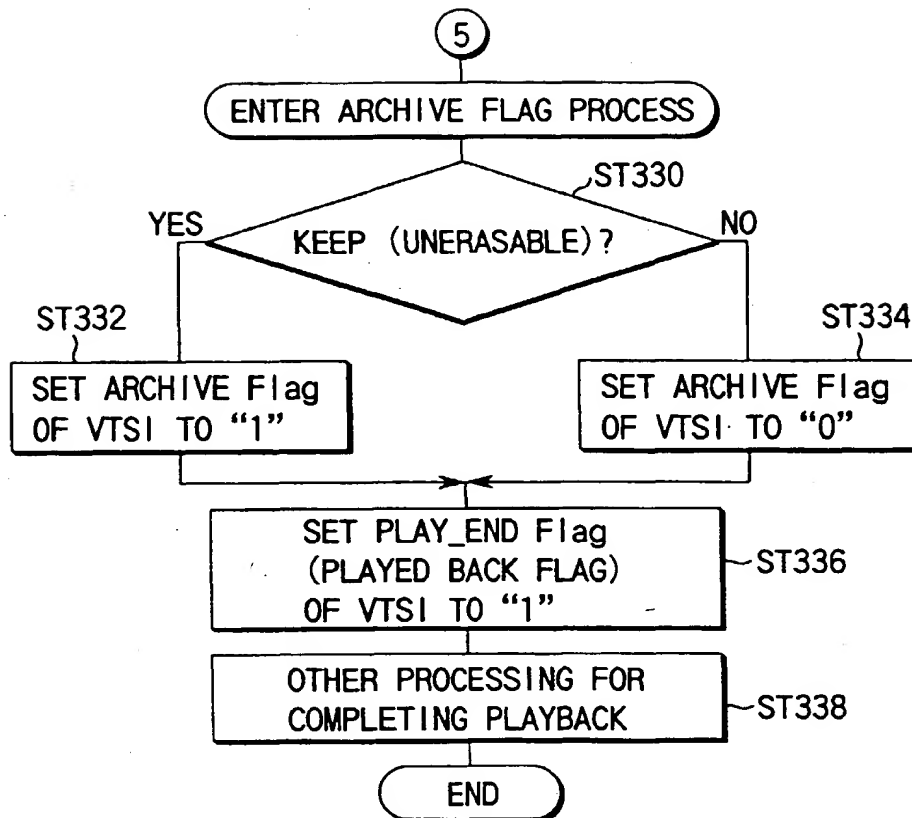 5
ENTER ARCHIVE FLAG PROCESS
ST330
YES
NO
KEEP (UNERASABLE)?
ST332
ST334
SET ARCHIVE Flag
OF VTSI TO “1”
SET ARCHIVE Flag
OF VTSI TO “0”
SET PLAY_END Flag
(PLAYED BACK FLAG)
OF VTSI TO “1”
ST336
OTHER PROCESSING FOR
COMPLETING PLAYBACK
ST338
END